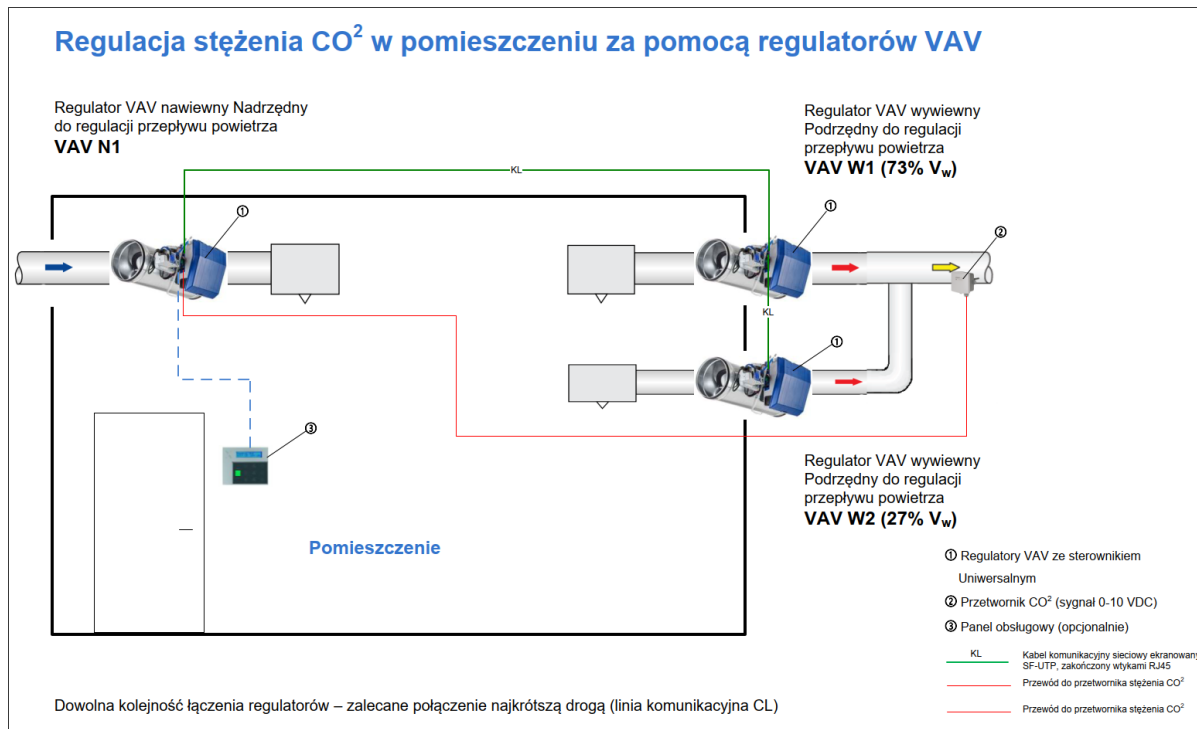 Regulacja stężenia CO² w pomieszczeniu za pomocą regulatorów VAV
Regulator VAV nawiewny Nadrzędny
do regulacji przepływu powietrza
VAV N1
Regulator VAV wywiewny
Podrzędny do regulacji
przepływu powietrza
VAV W1 (73% Vw)
KL
①
①
②
KL
①
③
Regulator VAV wywiewny
Podrzędny do regulacji
przepływu powietrza
VAV W2 (27% Vw)
Pomieszczenie
① Regulatory VAV ze sterownikiem
Uniwersalnym
② Przetwornik CO² (sygnał 0-10 VDC)
③ Panel obsługowy (opcjonalnie)
KL Kabel komunikacyjny sieciowy ekranowany
SF-UTP, zakończony wtykami RJ45
Przewód do przetwornika stężenia CO²
Przewód do przetwornika stężenia CO²
Dowolna kolejność łączenia regulatorów – zalecane połączenie najkrótszą drogą (linia komunikacyjna CL)